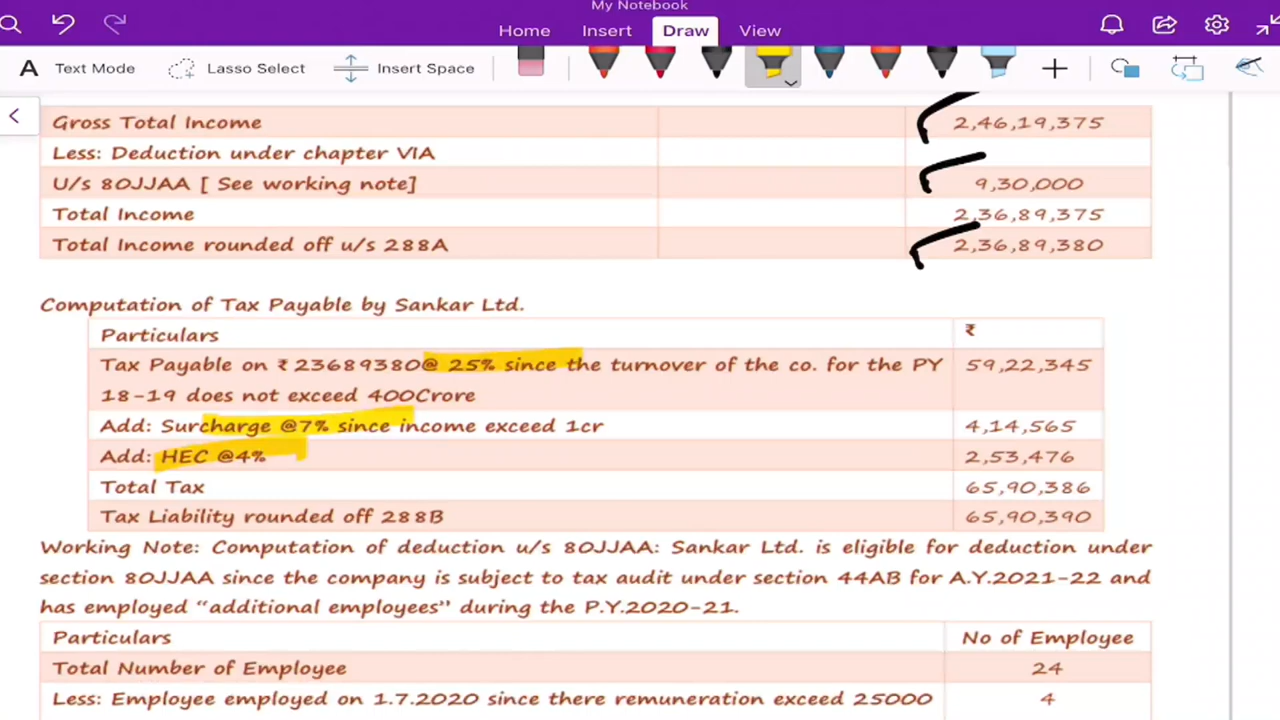 My Notebook
Home Insert Draw View
A Text Mode Lasso Select Insert Space
Gross Total Income 2,46,19,375
Less: Deduction under chapter VIA
U/s 80JJAA [ See working note] 9,30,000
Total Income 2,36,89,375
Total Income rounded off u/s 288A 2,36,89,380
Computation of Tax Payable by Sankar Ltd.
Particulars ₹
Tax Payable on ₹ 23689380@ 25% since the turnover of the co. for the PY 59,22,345
18-19 does not exceed 400Crore
Add: Surcharge @7% since income exceed 1cr 4,14,565
Add: HEC @4% 2,53,476
Total Tax 65,90,386
Tax Liability rounded off 288B 65,90,390
Working Note: Computation of deduction u/s 80JJAA: Sankar Ltd. is eligible for deduction under
section 80JJAA since the company is subject to tax audit under section 44AB for A.Y.2021-22 and
has employed “additional employees” during the P.Y.2020-21.
Particulars No of Employee
Total Number of Employee 24
Less: Employee employed on 1.7.2020 since there remuneration exceed 25000 4